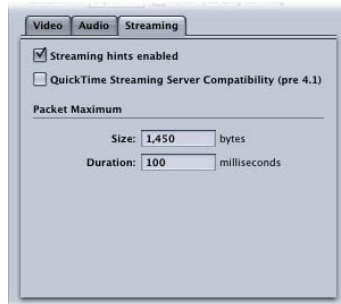 Video Audio Streaming
Streaming hints enabled
QuickTime Streaming Server Compatibility (pre 4.1)
Packet Maximum
Size: 1,450 bytes
Duration: 100 milliseconds